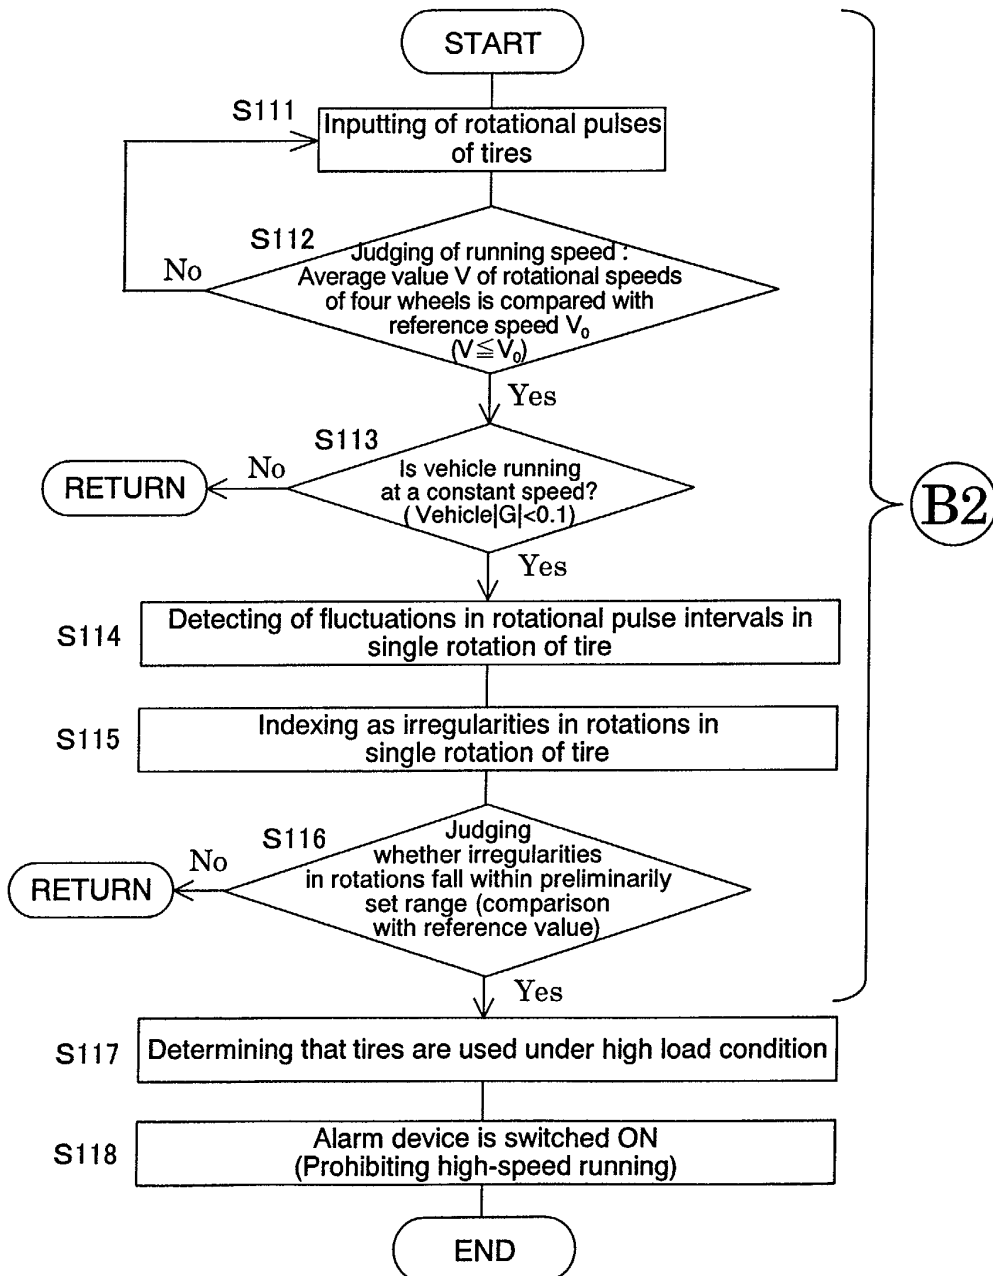 START
S111
Inputting of rotational pulses
of tires
S112
Judging of running speed :
No
Average value V of rotational speeds
of four wheels is compared with
reference speed V₀
(V≦V₀)
Yes
S113
No
RETURN
Is vehicle running
at a constant speed?
( Vehicle|G|<0.1)
B2
Yes
S114
Detecting of fluctuations in rotational pulse intervals in
single rotation of tire
S115
Indexing as irregularities in rotations in
single rotation of tire
S116
Judging
No
whether irregularities
RETURN
in rotations fall within preliminarily
set range (comparison
with reference value)
Yes
S117
Determining that tires are used under high load condition
S118
Alarm device is switched ON
(Prohibiting high-speed running)
END